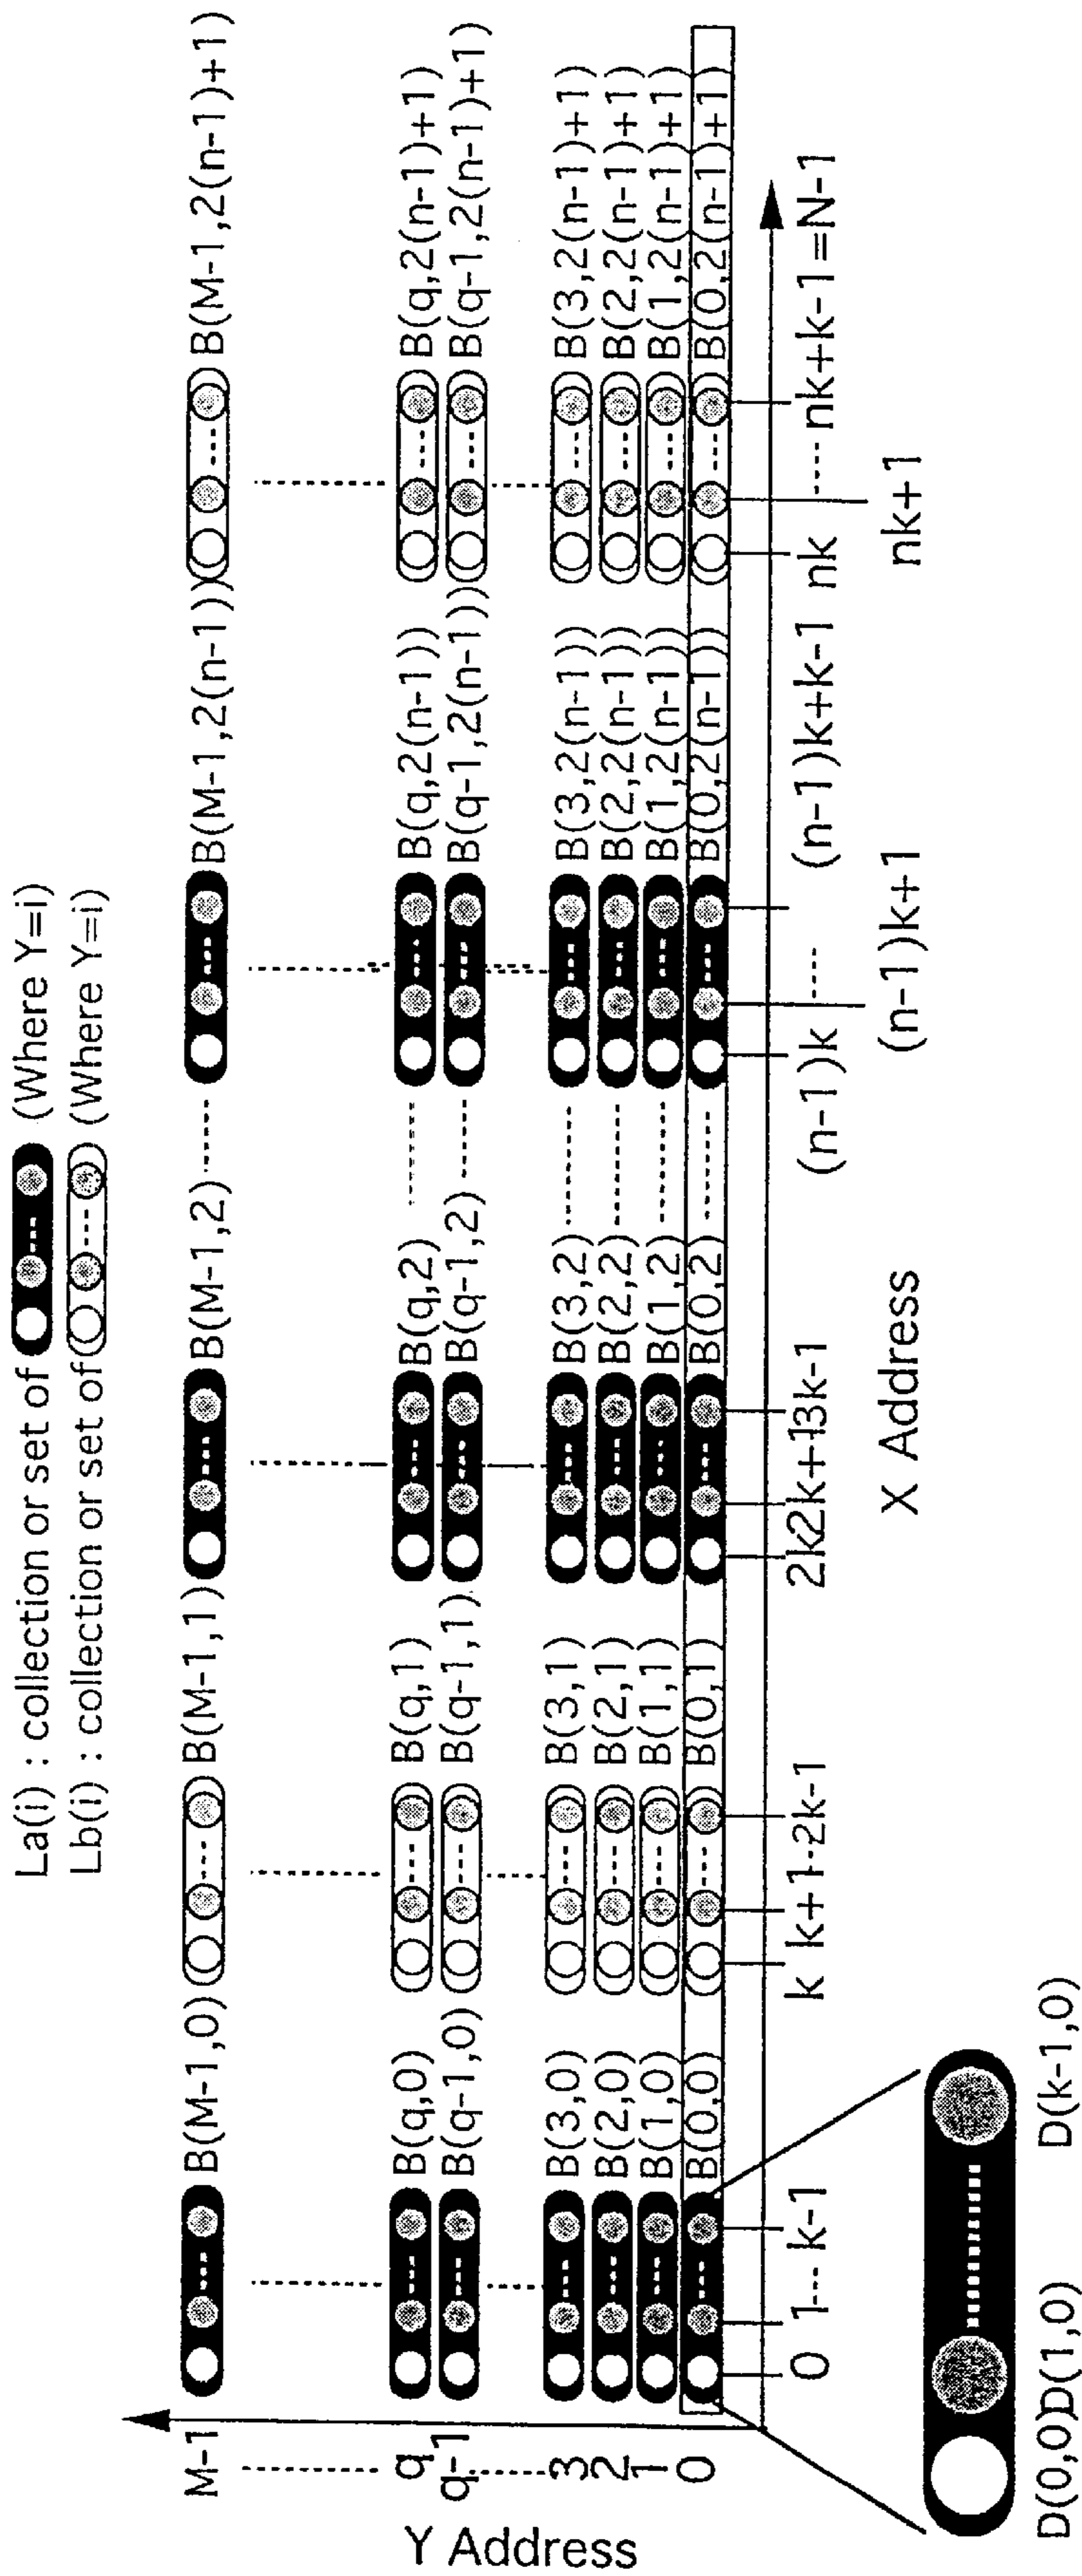 La(i) : collection or set of (Where Y=i)
Lb(i) : collection or set of (Where Y=i)
M-1 B(M-1,0) B(M-1,1) B(M-1,2) B(M-1,2(n-1)) B(M-1,2(n-1)+1)
q B(q,0) B(q,1) B(q,2) B(q,2(n-1)) B(q,2(n-1)+1)
q-1 B(q-1,0) B(q-1,1) B(q-1,2) B(q-1,2(n-1)) B(q-1,2(n-1)+1)
3 B(3,0) B(3,1) B(3,2) B(3,2(n-1)) B(3,2(n-1)+1)
2 B(2,0) B(2,1) B(2,2) B(2,2(n-1)) B(2,2(n-1)+1)
1 B(1,0) B(1,1) B(1,2) B(1,2(n-1)) B(1,2(n-1)+1)
0 B(0,0) B(0,1) B(0,2) B(0,2(n-1)) B(0,2(n-1)+1)
Y Address
0 1---- k-1 k k+1--2k-1 2k2k+13k-1 (n-1)k ---- (n-1)k+k-1 nk ---- nk+k-1=N-1
(n-1)k+1 nk+1
X Address
D(0,0)D(1,0) D(k-1,0)